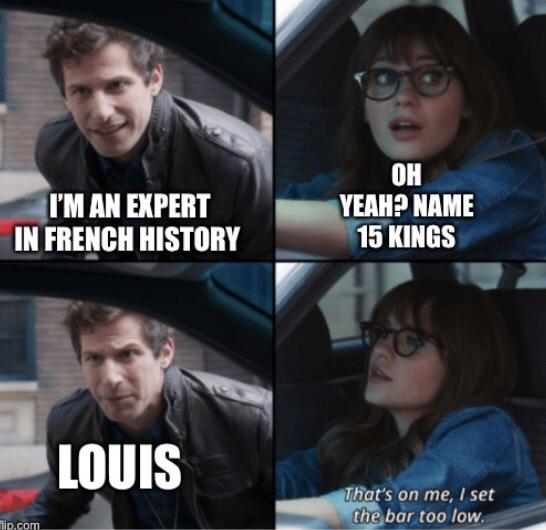 I'M AN EXPERT
IN FRENCH HISTORY
OH
YEAH? NAME
15 KINGS
LOUIS
That's on me, I set
the bar too low.
flip.com